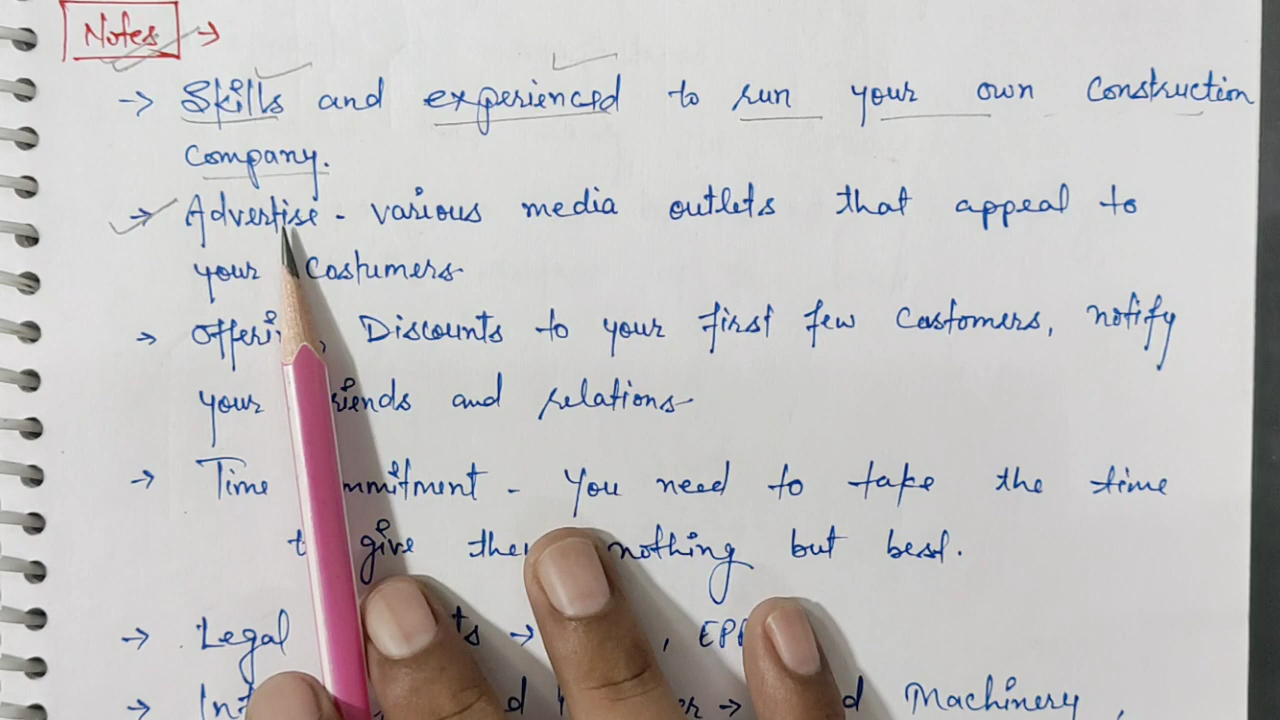 Notes →
→ Skills and experienced to run your own construction
Company.
→ Advertise - various media outlets that appeal to
your Costumers
→ Discounts to your first few Castomers, notify
your and relations
→ Time - You need to take the time
give nothing but best.
→ Legal → ,
→ → Machinery,